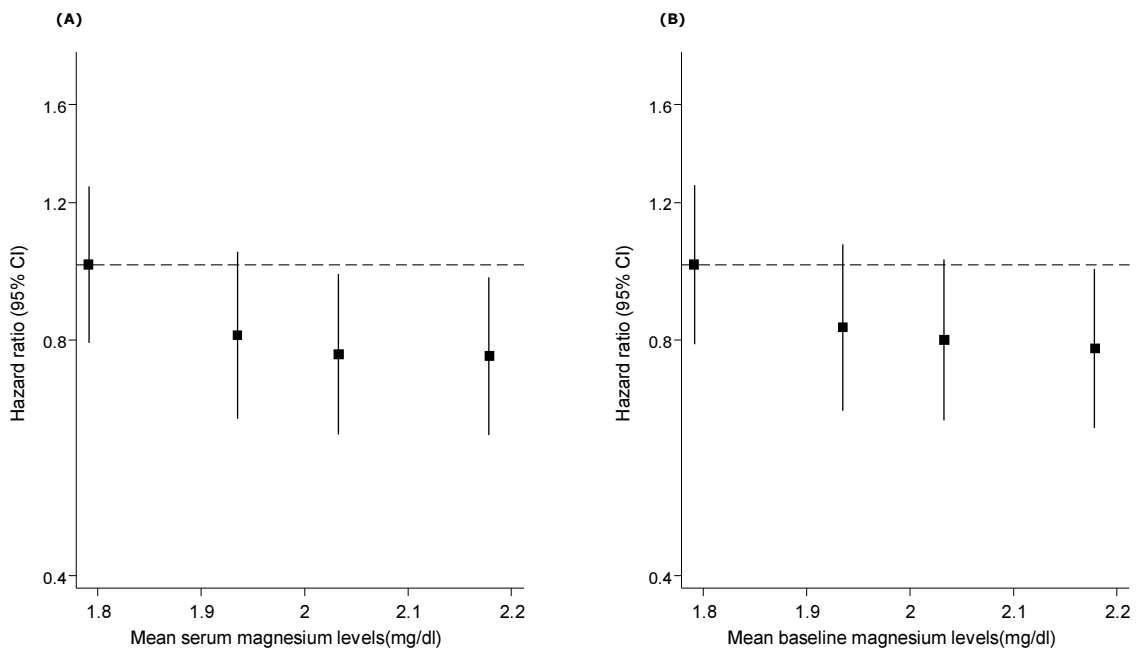 (A)
1.6
1.2
0.8
0.4
Hazard ratio (95% CI)
1.8 1.9 2 2.1 2.2
Mean serum magnesium levels(mg/dl)
(B)
1.6
1.2
0.8
0.4
Hazard ratio (95% CI)
1.8 1.9 2 2.1 2.2
Mean baseline magnesium levels(mg/dl)